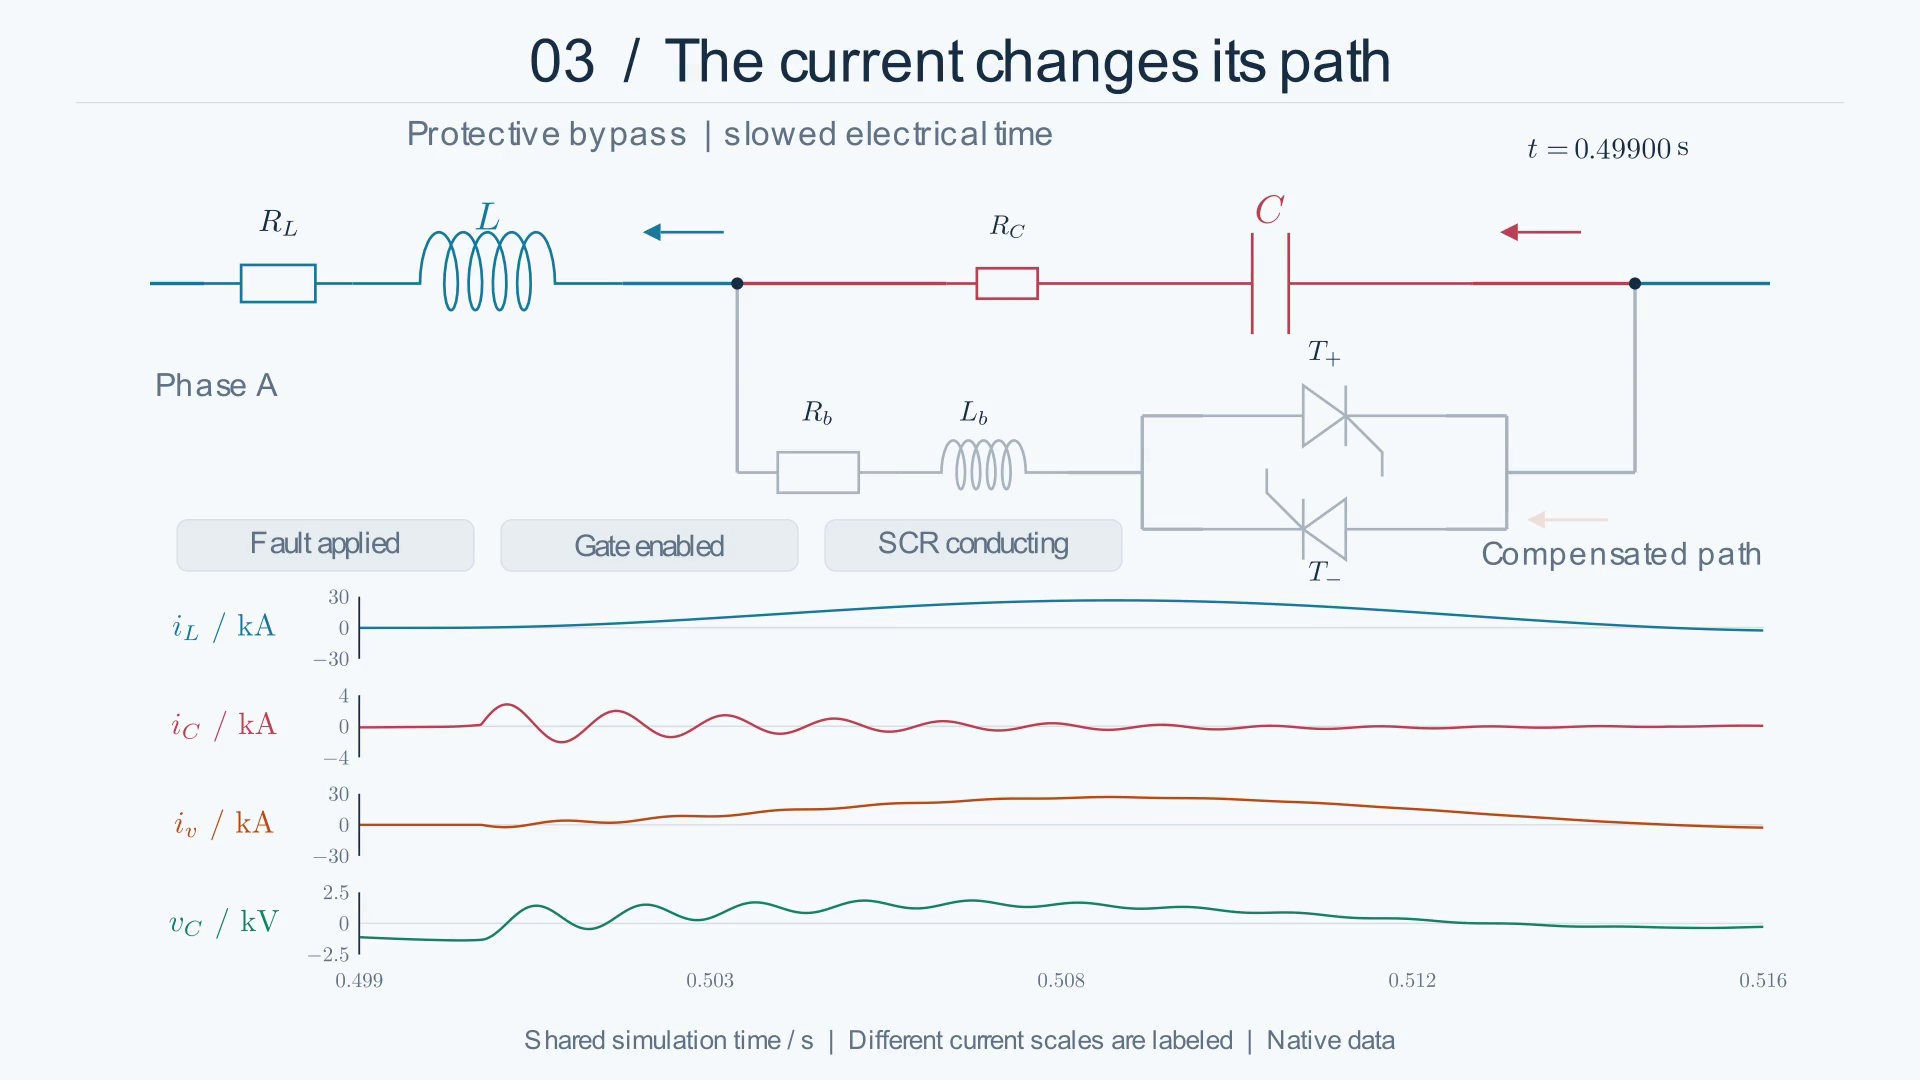 03 / The current changes its path
Protective bypass | slowed electrical time
t = 0.49900 s
R_L
L
R_C
C
T_+
Phase A
R_b
L_b
Fault applied
Gate enabled
SCR conducting
T_−
Compensated path
i_L / kA
30
0
−30
i_C / kA
4
0
−4
i_v / kA
30
0
−30
v_C / kV
2.5
0
−2.5
0.499 0.503 0.508 0.512 0.516
Shared simulation time / s | Different current scales are labeled | Native data